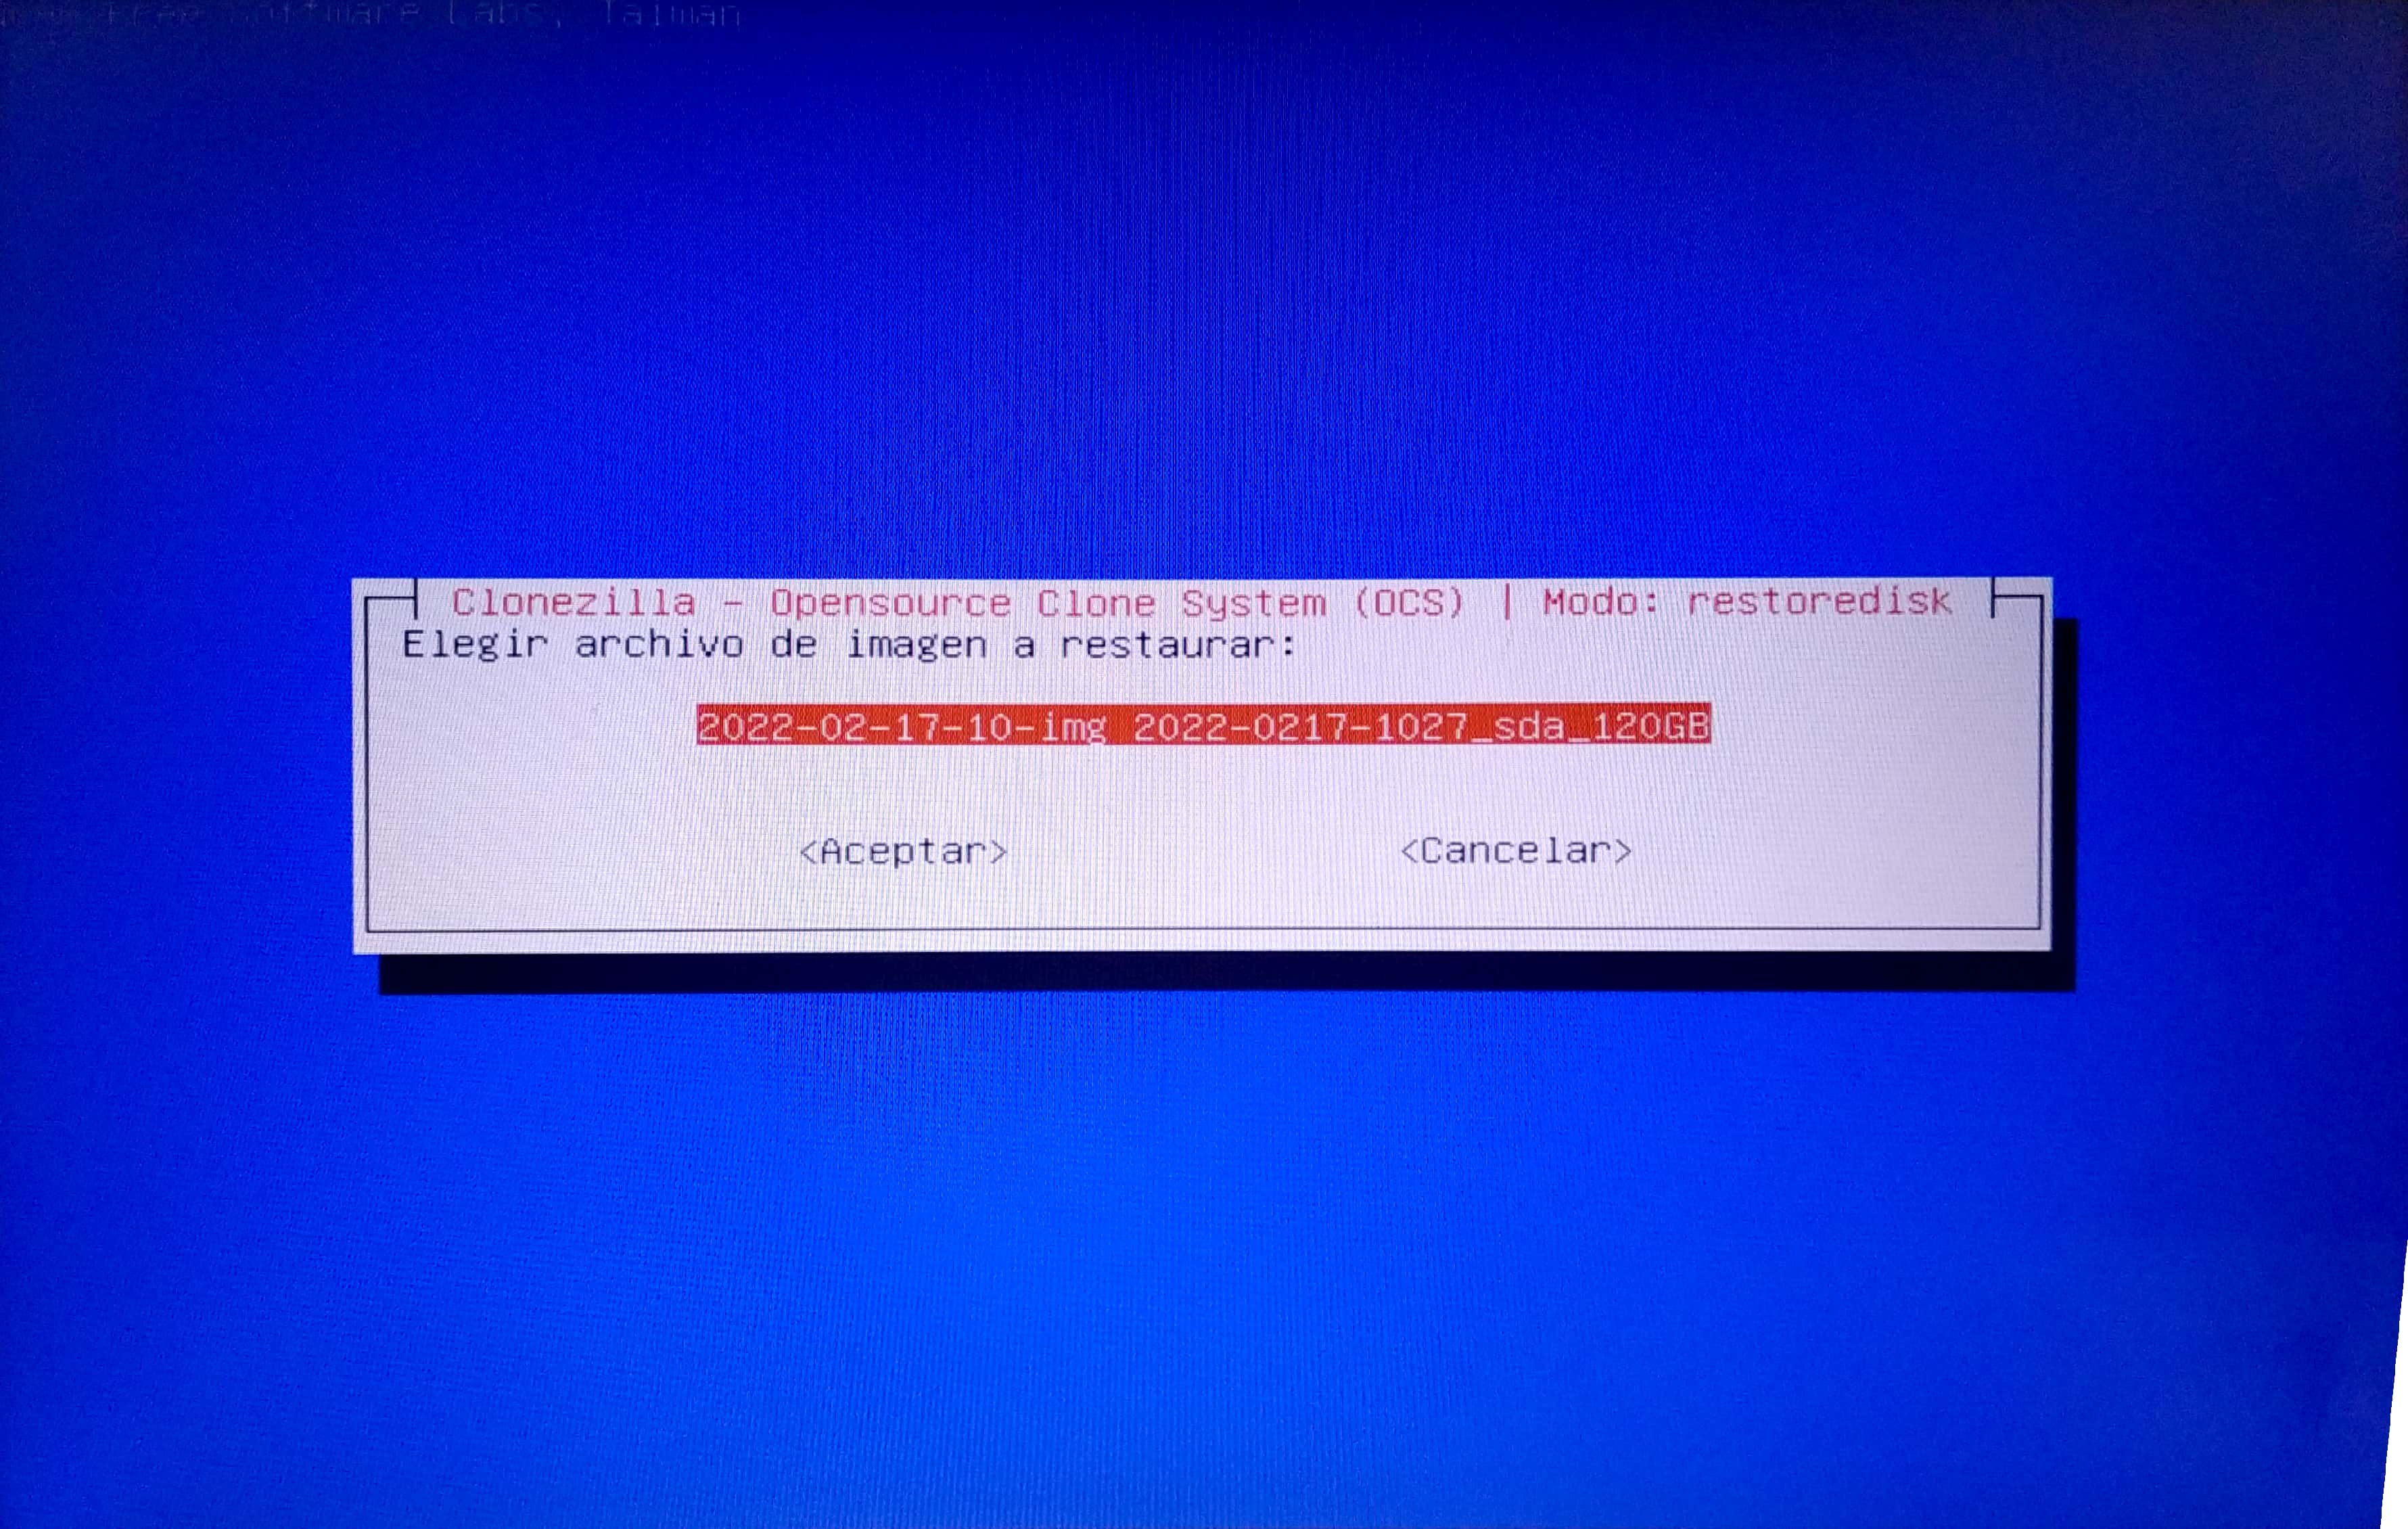 Free Software Labs, Taiwan
Clonezilla - Opensource Clone System (OCS) | Modo: restoredisk
Elegir archivo de imagen a restaurar:
2022-02-17-10-img 2022-0217-1027_sda_120GB
<Aceptar> <Cancelar>